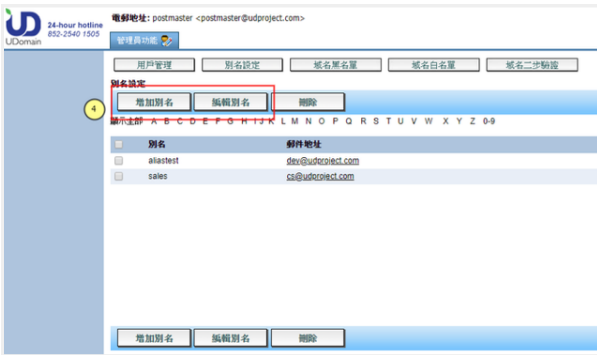 UD
UDomain
24-hour hotline
852-2540 1505
電郵地址: postmaster <postmaster@udproject.com>
管理員功能
用戶管理 別名設定 域名黑名單 域名白名單 域名二步驗證
別名設定
4
增加別名 編輯別名 刪除
顯示全部 A B C D E F G H I J K L M N O P Q R S T U V W X Y Z 0-9
別名 郵件地址
aliastest dev@udproject.com
sales cs@udproject.com
增加別名 編輯別名 刪除